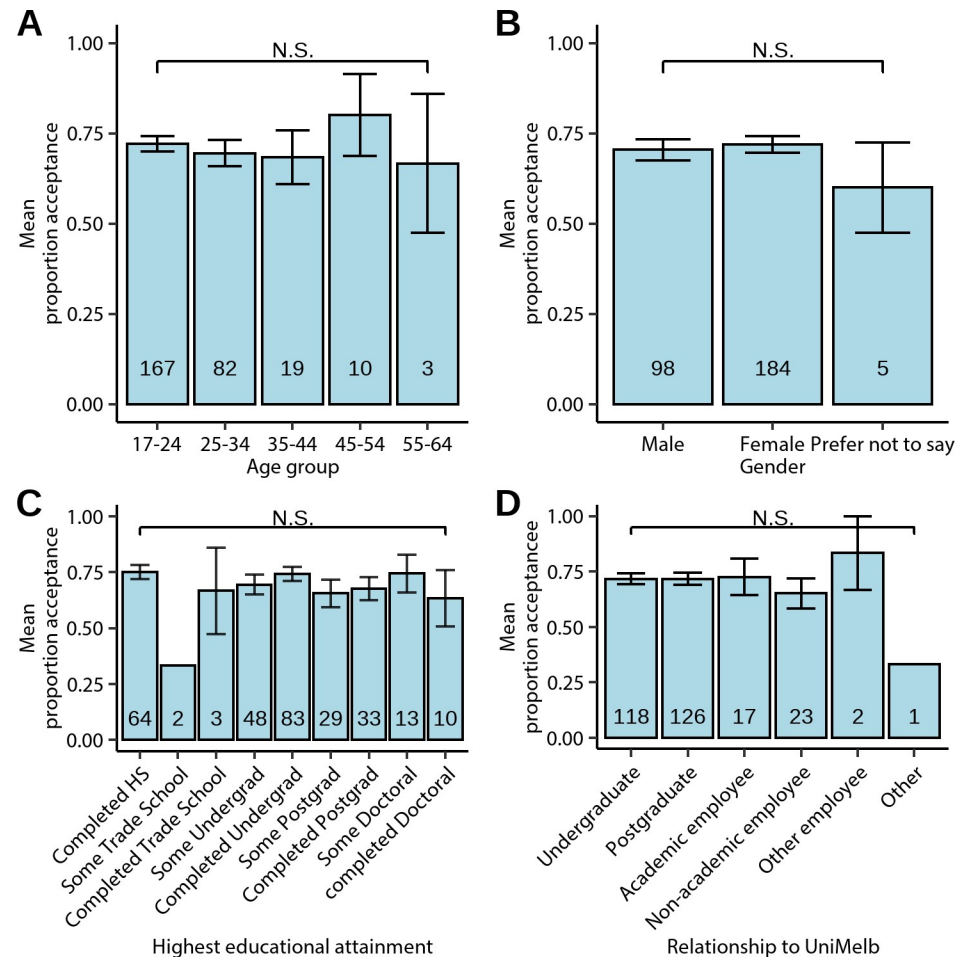 A
Mean
proportion acceptance
1.00
0.75
0.50
0.25
0.00
N.S.
167
82
19
10
3
17-24
25-34
35-44
45-54
55-64
Age group
B
Mean
proportion acceptance
1.00
0.75
0.50
0.25
0.00
N.S.
98
184
5
Male
Female
Prefer not to say
Gender
C
Mean
proportion acceptance
1.00
0.75
0.50
0.25
0.00
N.S.
64
2
3
48
83
29
33
13
10
Completed HS
Some Trade School
Completed Trade School
Some Undergrad
Completed Undergrad
Some Postgrad
Completed Postgrad
Some Doctoral
completed Doctoral
Highest educational attainment
D
Mean
proportion acceptancee
1.00
0.75
0.50
0.25
0.00
N.S.
118
126
17
23
2
1
Undergraduate
Postgraduate
Academic employee
Non-academic employee
Other employee
Other
Relationship to UniMelb